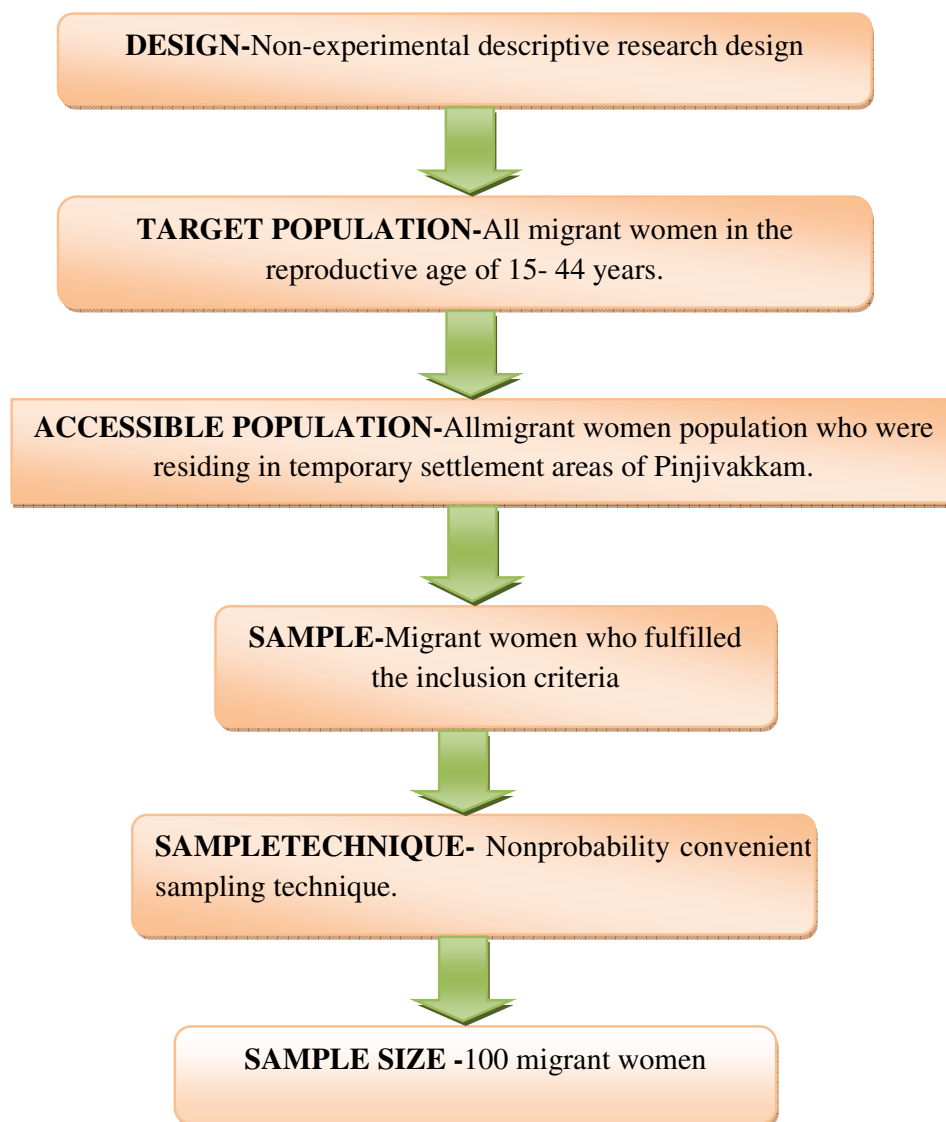 DESIGN-Non-experimental descriptive research design
TARGET POPULATION-All migrant women in the
reproductive age of 15- 44 years.
ACCESSIBLE POPULATION-Allmigrant women population who were
residing in temporary settlement areas of Pinjivakkam.
SAMPLE-Migrant women who fulfilled
the inclusion criteria
SAMPLETECHNIQUE- Nonprobability convenient
sampling technique.
SAMPLE SIZE -100 migrant women